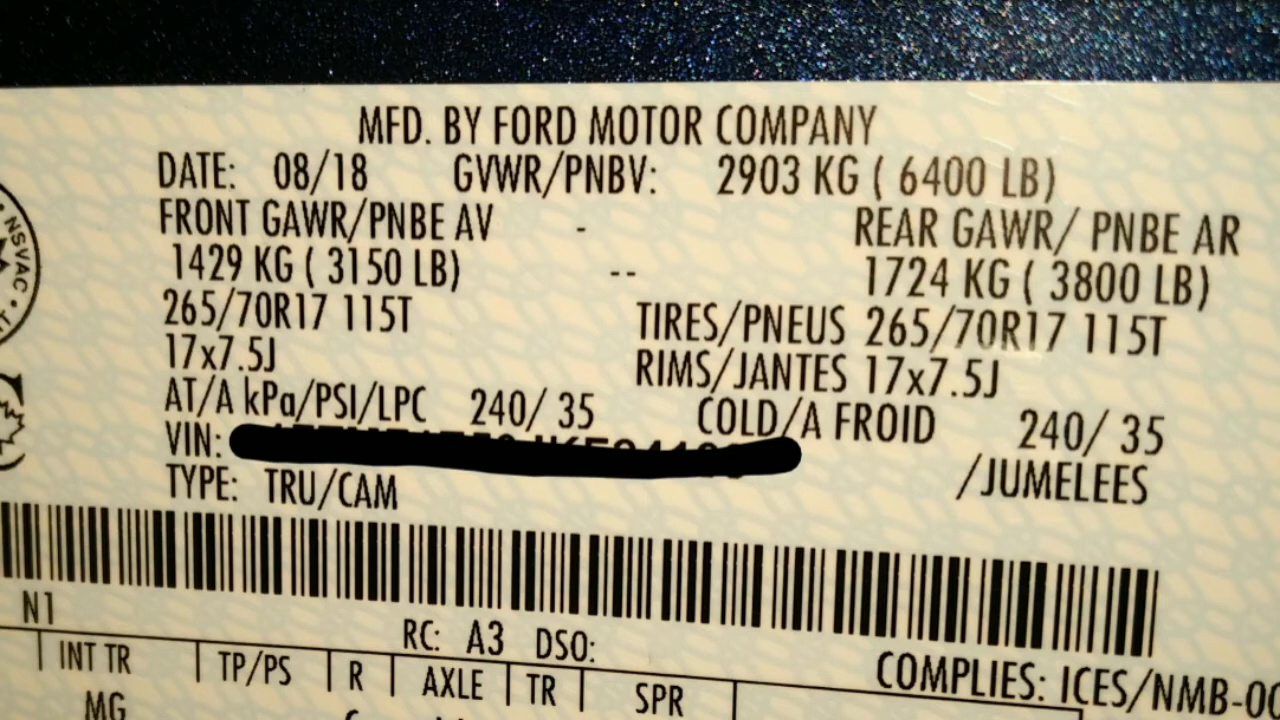 MFD. BY FORD MOTOR COMPANY
DATE: 08/18 GVWR/PNBV: 2903 KG ( 6400 LB)
FRONT GAWR/PNBE AV - REAR GAWR/ PNBE AR
1429 KG ( 3150 LB) -- 1724 KG ( 3800 LB)
265/70R17 115T TIRES/PNEUS 265/70R17 115T
17x7.5J RIMS/JANTES 17x7.5J
AT/A kPa/PSI/LPC 240/ 35 COLD/A FROID 240/ 35
VIN:
/JUMELEES
TYPE: TRU/CAM
NSVAC
N1
RC: A3 DSO:
COMPLIES: ICES/NMB-
INT TR TP/PS R AXLE TR SPR
MG